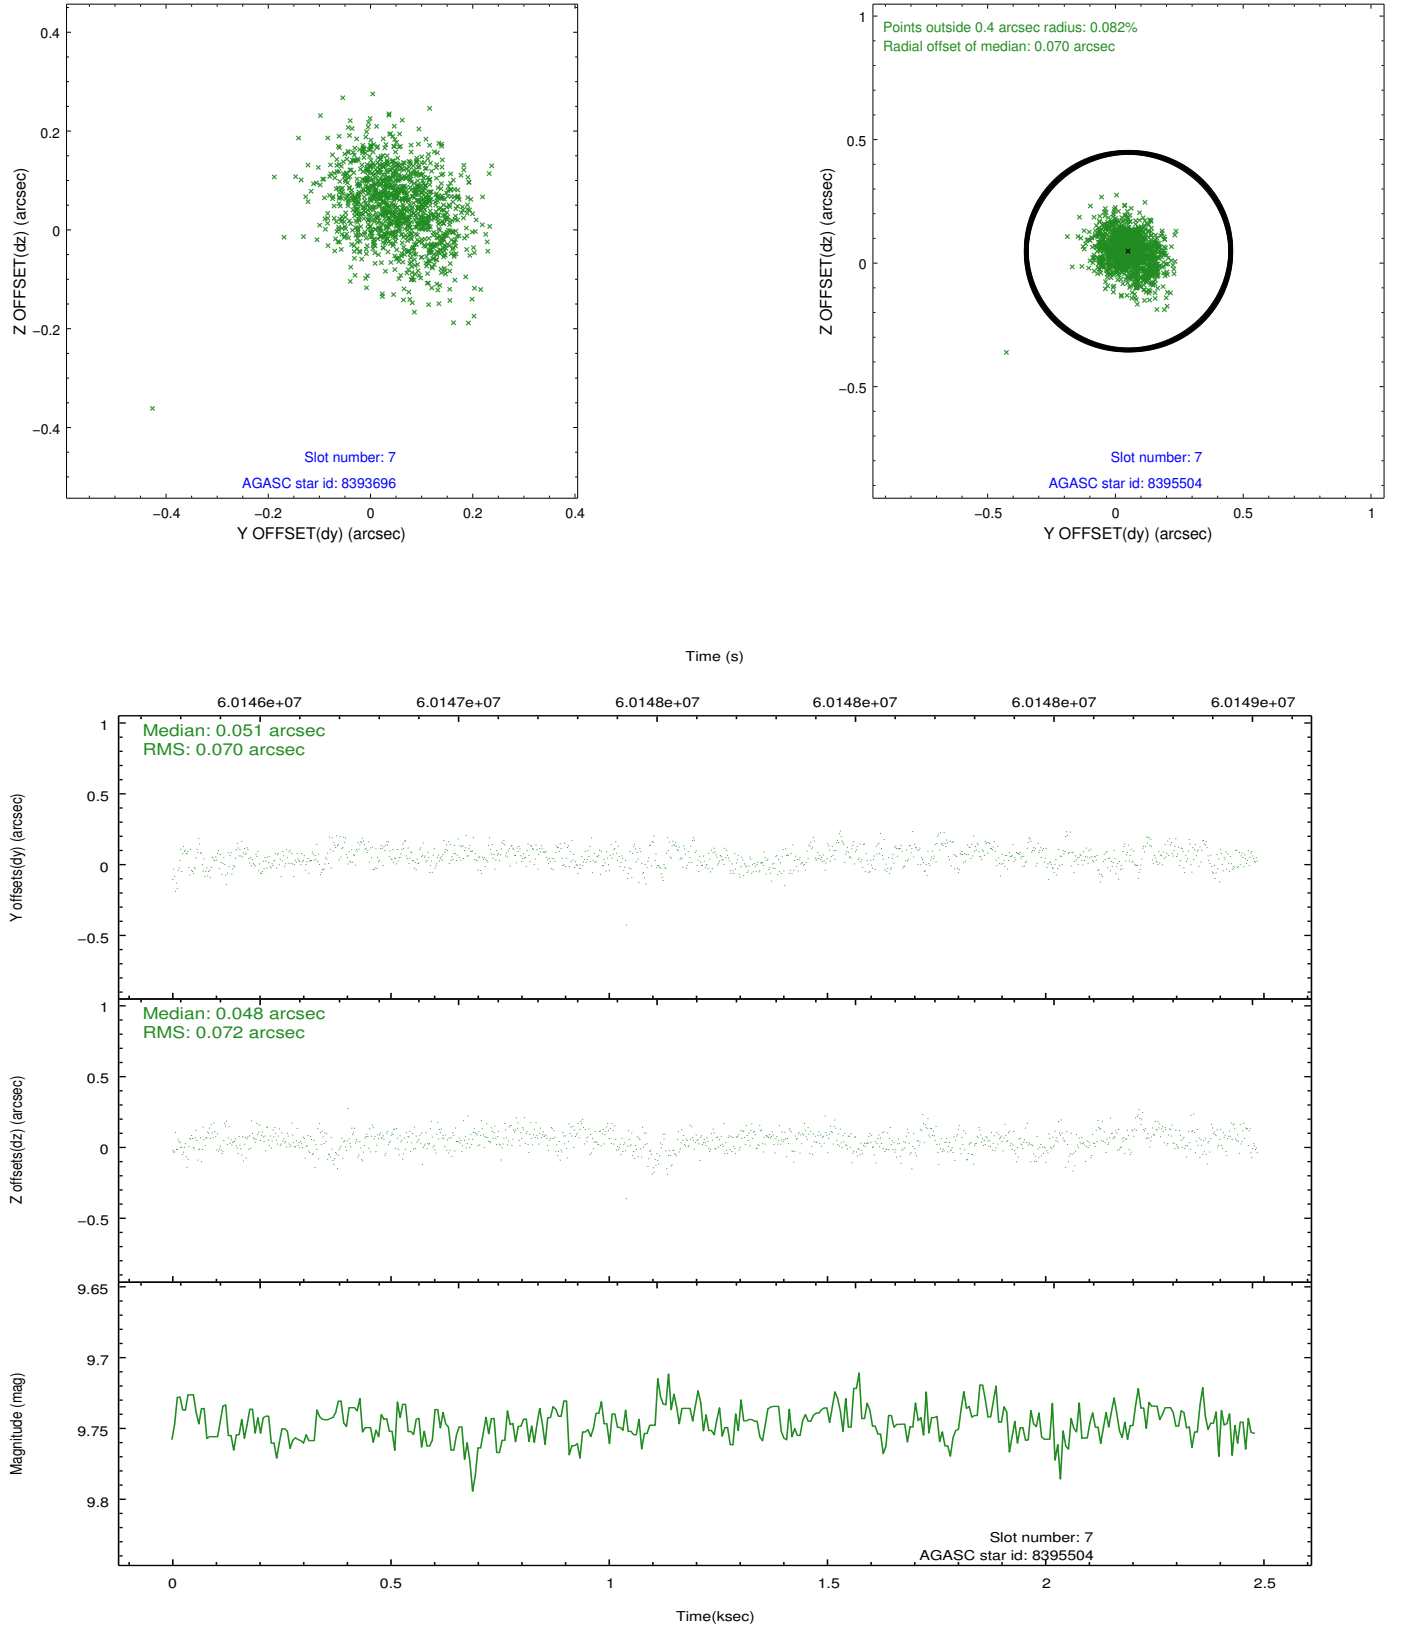 0.4
0.2
0
−0.2
−0.4
Z OFFSET(dz) (arcsec)
Slot number: 7
AGASC star id: 8393696
−0.4
−0.2
0
0.2
0.4
Y OFFSET(dy) (arcsec)
Points outside 0.4 arcsec radius: 0.082%
Radial offset of median: 0.070 arcsec
1
0.5
0
−0.5
Z OFFSET(dz) (arcsec)
Slot number: 7
AGASC star id: 8395504
−0.5
0
0.5
1
Y OFFSET(dy) (arcsec)
Time (s)
6.0146e+07
6.0147e+07
6.0148e+07
6.0148e+07
6.0148e+07
6.0149e+07
Median: 0.051 arcsec
RMS: 0.070 arcsec
1
0.5
0
−0.5
Y offsets(dy) (arcsec)
Median: 0.048 arcsec
RMS: 0.072 arcsec
1
0.5
0
−0.5
Z offsets(dz) (arcsec)
9.65
9.7
9.75
9.8
Magnitude (mag)
Slot number: 7
AGASC star id: 8395504
0
0.5
1
1.5
2
2.5
Time(ksec)